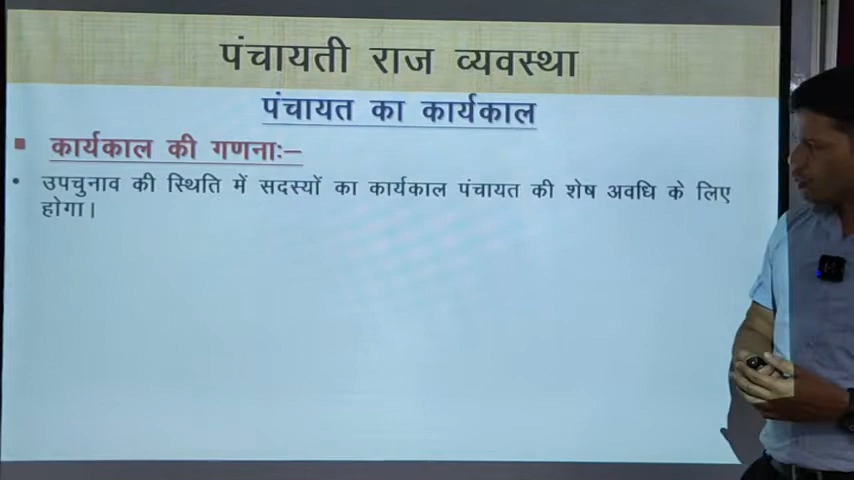 पंचायती राज व्यवस्था
पंचायत का कार्यकाल
▪ कार्यकाल की गणनाः–
• उपचुनाव की स्थिति में सदस्यों का कार्यकाल पंचायत की शेष अवधि के लिए
होगा।